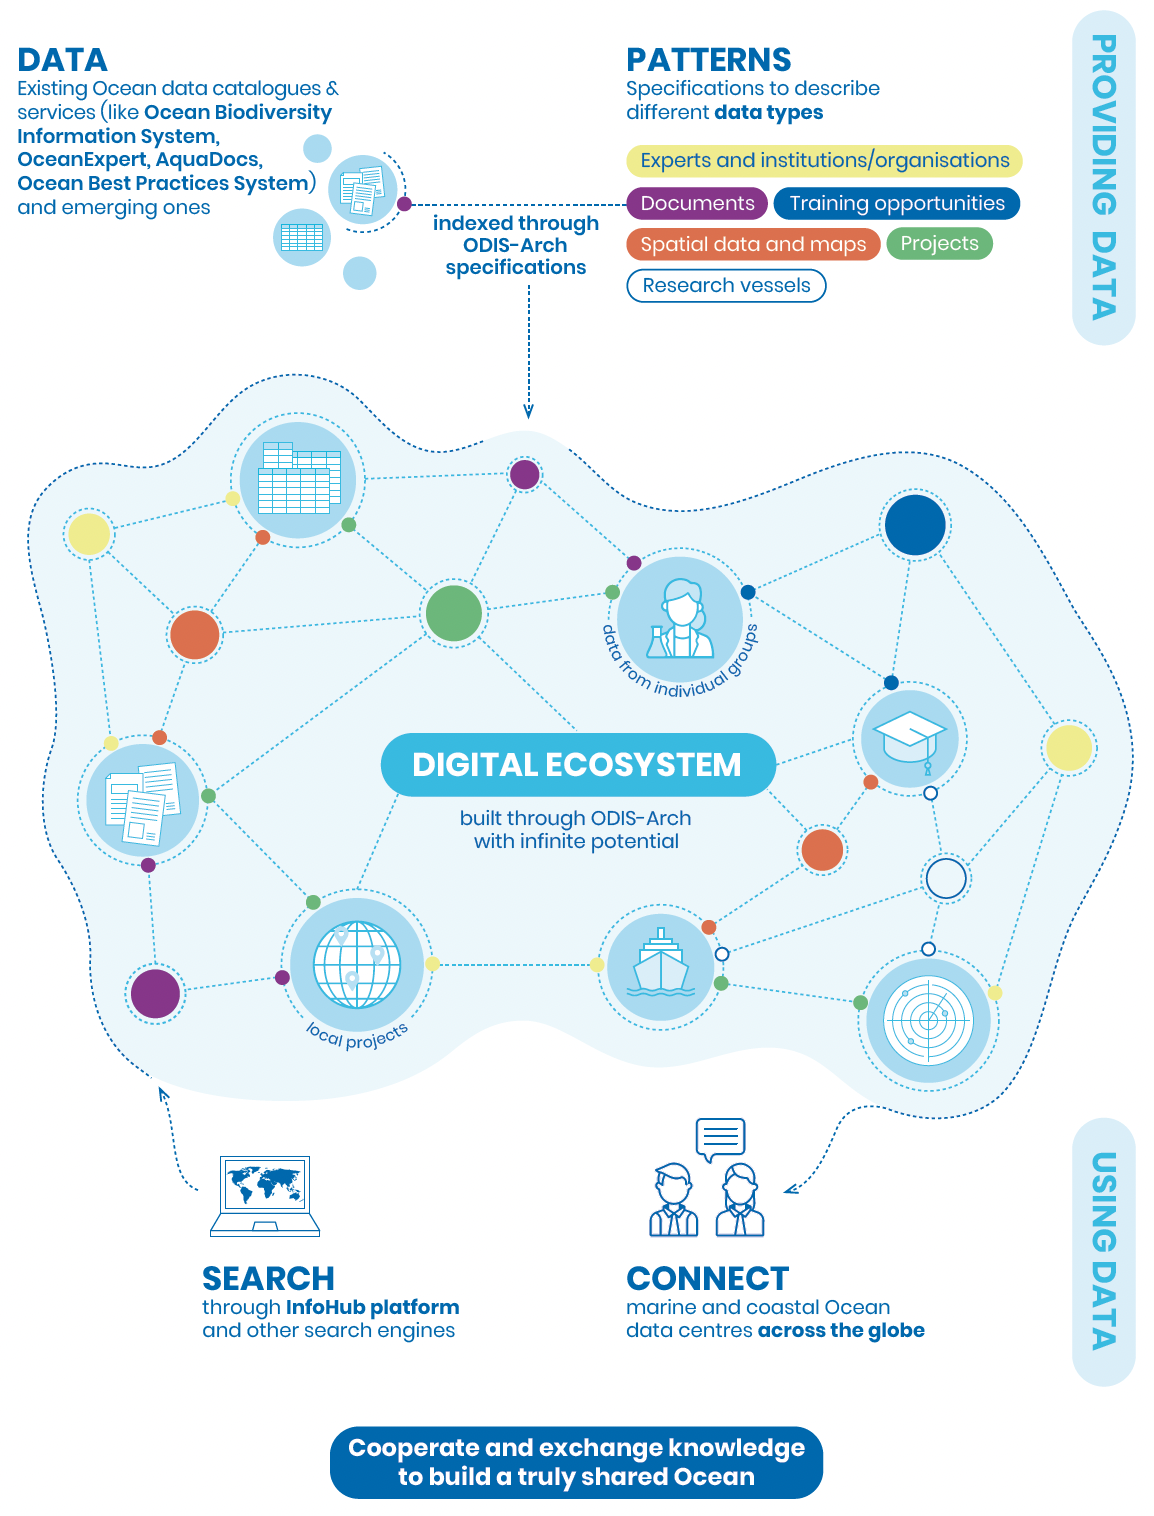 DATA
Existing Ocean data catalogues &
services (like Ocean Biodiversity
Information System,
OceanExpert, AquaDocs,
Ocean Best Practices System)
and emerging ones
indexed through
ODIS-Arch
specifications
PATTERNS
Specifications to describe
different data types
Experts and institutions/organisations
Documents
Training opportunities
Spatial data and maps
Projects
Research vessels
PROVIDING DATA
data from individual groups
DIGITAL ECOSYSTEM
built through ODIS-Arch
with infinite potential
local projects
SEARCH
through InfoHub platform
and other search engines
CONNECT
marine and coastal Ocean
data centres across the globe
USING DATA
Cooperate and exchange knowledge
to build a truly shared Ocean